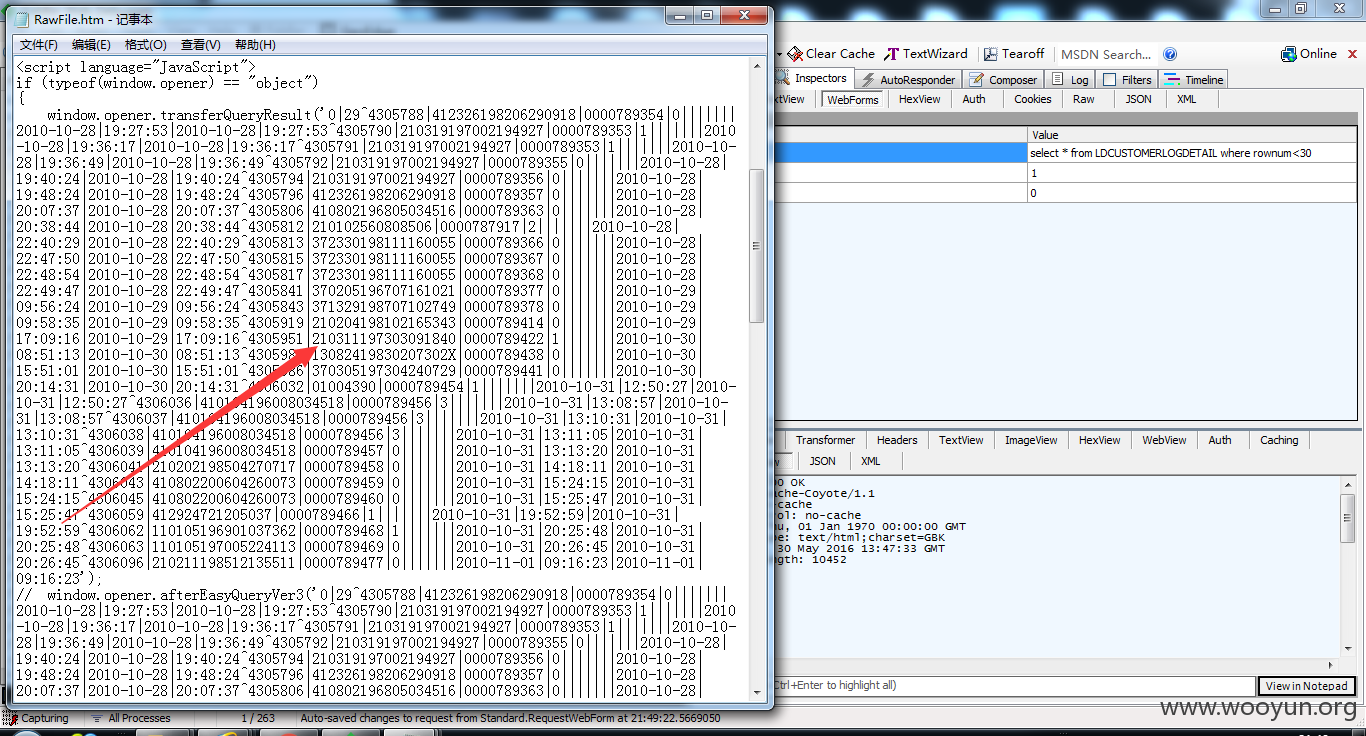 RawFile.htm - 记事本
文件(F) 编辑(E) 格式(O) 查看(V) 帮助(H)
<script language="JavaScript">
if (typeof(window.opener) == "object")
{
window.opener.transferQueryResult('0|29^4305788|412326198206290918|0000789354|0|||||||
2010-10-28|19:27:53|2010-10-28|19:27:53^4305790|210319197002194927|0000789353|1|||||||2010
-10-28|19:36:17|2010-10-28|19:36:17^4305791|210319197002194927|0000789353|1|||||||2010-10-
28|19:36:49|2010-10-28|19:36:49^4305792|210319197002194927|0000789355|0|||||||2010-10-28|
19:40:24|2010-10-28|19:40:24^4305794|210319197002194927|0000789356|0|||||||2010-10-28|
19:48:24|2010-10-28|19:48:24^4305796|412326198206290918|0000789357|0|||||||2010-10-28|
20:07:37|2010-10-28|20:07:37^4305806|410802196805034516|0000789363|0|||||||2010-10-28|
20:38:44|2010-10-28|20:38:44^4305812|210102560808506|0000787917|2|||||||2010-10-28|
22:40:29|2010-10-28|22:40:29^4305813|372330198111160055|0000789366|0|||||||2010-10-28|
22:47:50|2010-10-28|22:47:50^4305815|372330198111160055|0000789367|0|||||||2010-10-28|
22:48:54|2010-10-28|22:48:54^4305817|372330198111160055|0000789368|0|||||||2010-10-28|
22:49:47|2010-10-28|22:49:47^4305841|370205196707161021|0000789377|0|||||||2010-10-29|
09:56:24|2010-10-29|09:56:24^4305843|371329198707102749|0000789378|0|||||||2010-10-29|
09:58:35|2010-10-29|09:58:35^4305919|210204198102165343|0000789414|0|||||||2010-10-29|
17:09:16|2010-10-29|17:09:16^4305951|210311197303091840|0000789422|1|||||||2010-10-30|
08:51:13|2010-10-30|08:51:13^430598|13082419830207302X|0000789438|0|||||||2010-10-30|
15:51:01|2010-10-30|15:51:01^4305986|370305197304240729|0000789441|0|||||||2010-10-30|
20:14:31|2010-10-30|20:14:31^4306032|01004390|0000789454|1|||||||2010-10-31|12:50:27|2010-
10-31|12:50:27^4306036|410104196008034518|0000789456|3|||||||2010-10-31|13:08:57|2010-10-
31|13:08:57^4306037|410104196008034518|0000789456|3|||||||2010-10-31|13:10:31|2010-10-31|
13:10:31^4306038|410104196008034518|0000789456|3|||||||2010-10-31|13:11:05|2010-10-31|
13:11:05^4306039|410104196008034518|0000789457|0|||||||2010-10-31|13:13:20|2010-10-31|
13:13:20^4306041|210202198504270717|0000789458|0|||||||2010-10-31|14:18:11|2010-10-31|
14:18:11^4306043|410802200604260073|0000789459|0|||||||2010-10-31|15:24:15|2010-10-31|
15:24:15^4306045|410802200604260073|0000789460|0|||||||2010-10-31|15:25:47|2010-10-31|
15:25:47^4306059|412924721205037|0000789466|1|||||||2010-10-31|19:52:59|2010-10-31|
19:52:59^4306062|110105196901037362|0000789468|1|||||||2010-10-31|20:25:48|2010-10-31|
20:25:48^4306063|110105197005224113|0000789469|0|||||||2010-10-31|20:26:45|2010-10-31|
20:26:45^4306096|210211198512135511|0000789477|0|||||||2010-11-01|09:16:23|2010-11-01|
09:16:23');
// window.opener.afterEasyQueryVer3('0|29^4305788|412326198206290918|0000789354|0|||||||
2010-10-28|19:27:53|2010-10-28|19:27:53^4305790|210319197002194927|0000789353|1|||||||2010
-10-28|19:36:17|2010-10-28|19:36:17^4305791|210319197002194927|0000789353|1|||||||2010-10-
28|19:36:49|2010-10-28|19:36:49^4305792|210319197002194927|0000789355|0|||||||2010-10-28|
19:40:24|2010-10-28|19:40:24^4305794|210319197002194927|0000789356|0|||||||2010-10-28|
19:48:24|2010-10-28|19:48:24^4305796|412326198206290918|0000789357|0|||||||2010-10-28|
20:07:37|2010-10-28|20:07:37^4305806|410802196805034516|0000789363|0|||||||2010-10-28|
Clear Cache TextWizard Tearoff MSDN Search... Online
Inspectors AutoResponder Composer Log Filters Timeline
WebForms HexView Auth Cookies Raw JSON XML
Value
select * from LDCUSTOMERLOGDETAIL where rownum<30
1
0
Transformer Headers TextView ImageView HexView WebView Auth Caching
JSON XML
OK
ache-Coyote/1.1
cache
ol: no-cache
u, 01 Jan 1970 00:00:00 GMT
e: text/html;charset=GBK
30 May 2016 13:47:33 GMT
gth: 10452
Ctrl+Enter to highlight all)
View in Notepad
www.wooyun.org
Capturing All Processes 1 / 263 Auto-saved changes to request from Standard.RequestWebForm at 21:49:22.5669050